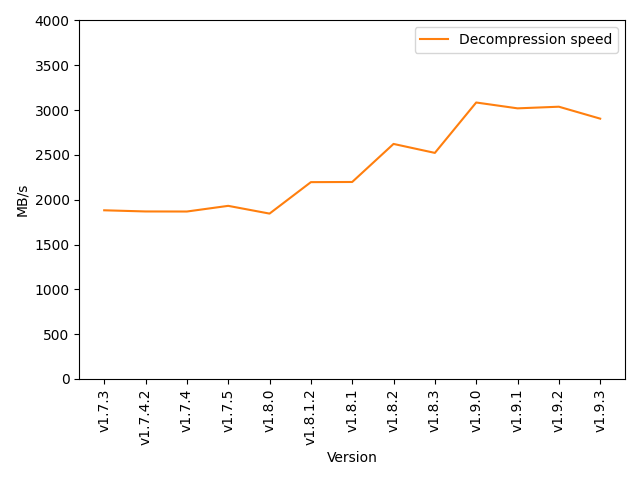 4000
3500
3000
2500
2000
1500
1000
500
0
MB/s
Decompression speed
v1.7.3
v1.7.4.2
v1.7.4
v1.7.5
v1.8.0
v1.8.1.2
v1.8.1
v1.8.2
v1.8.3
v1.9.0
v1.9.1
v1.9.2
v1.9.3
Version